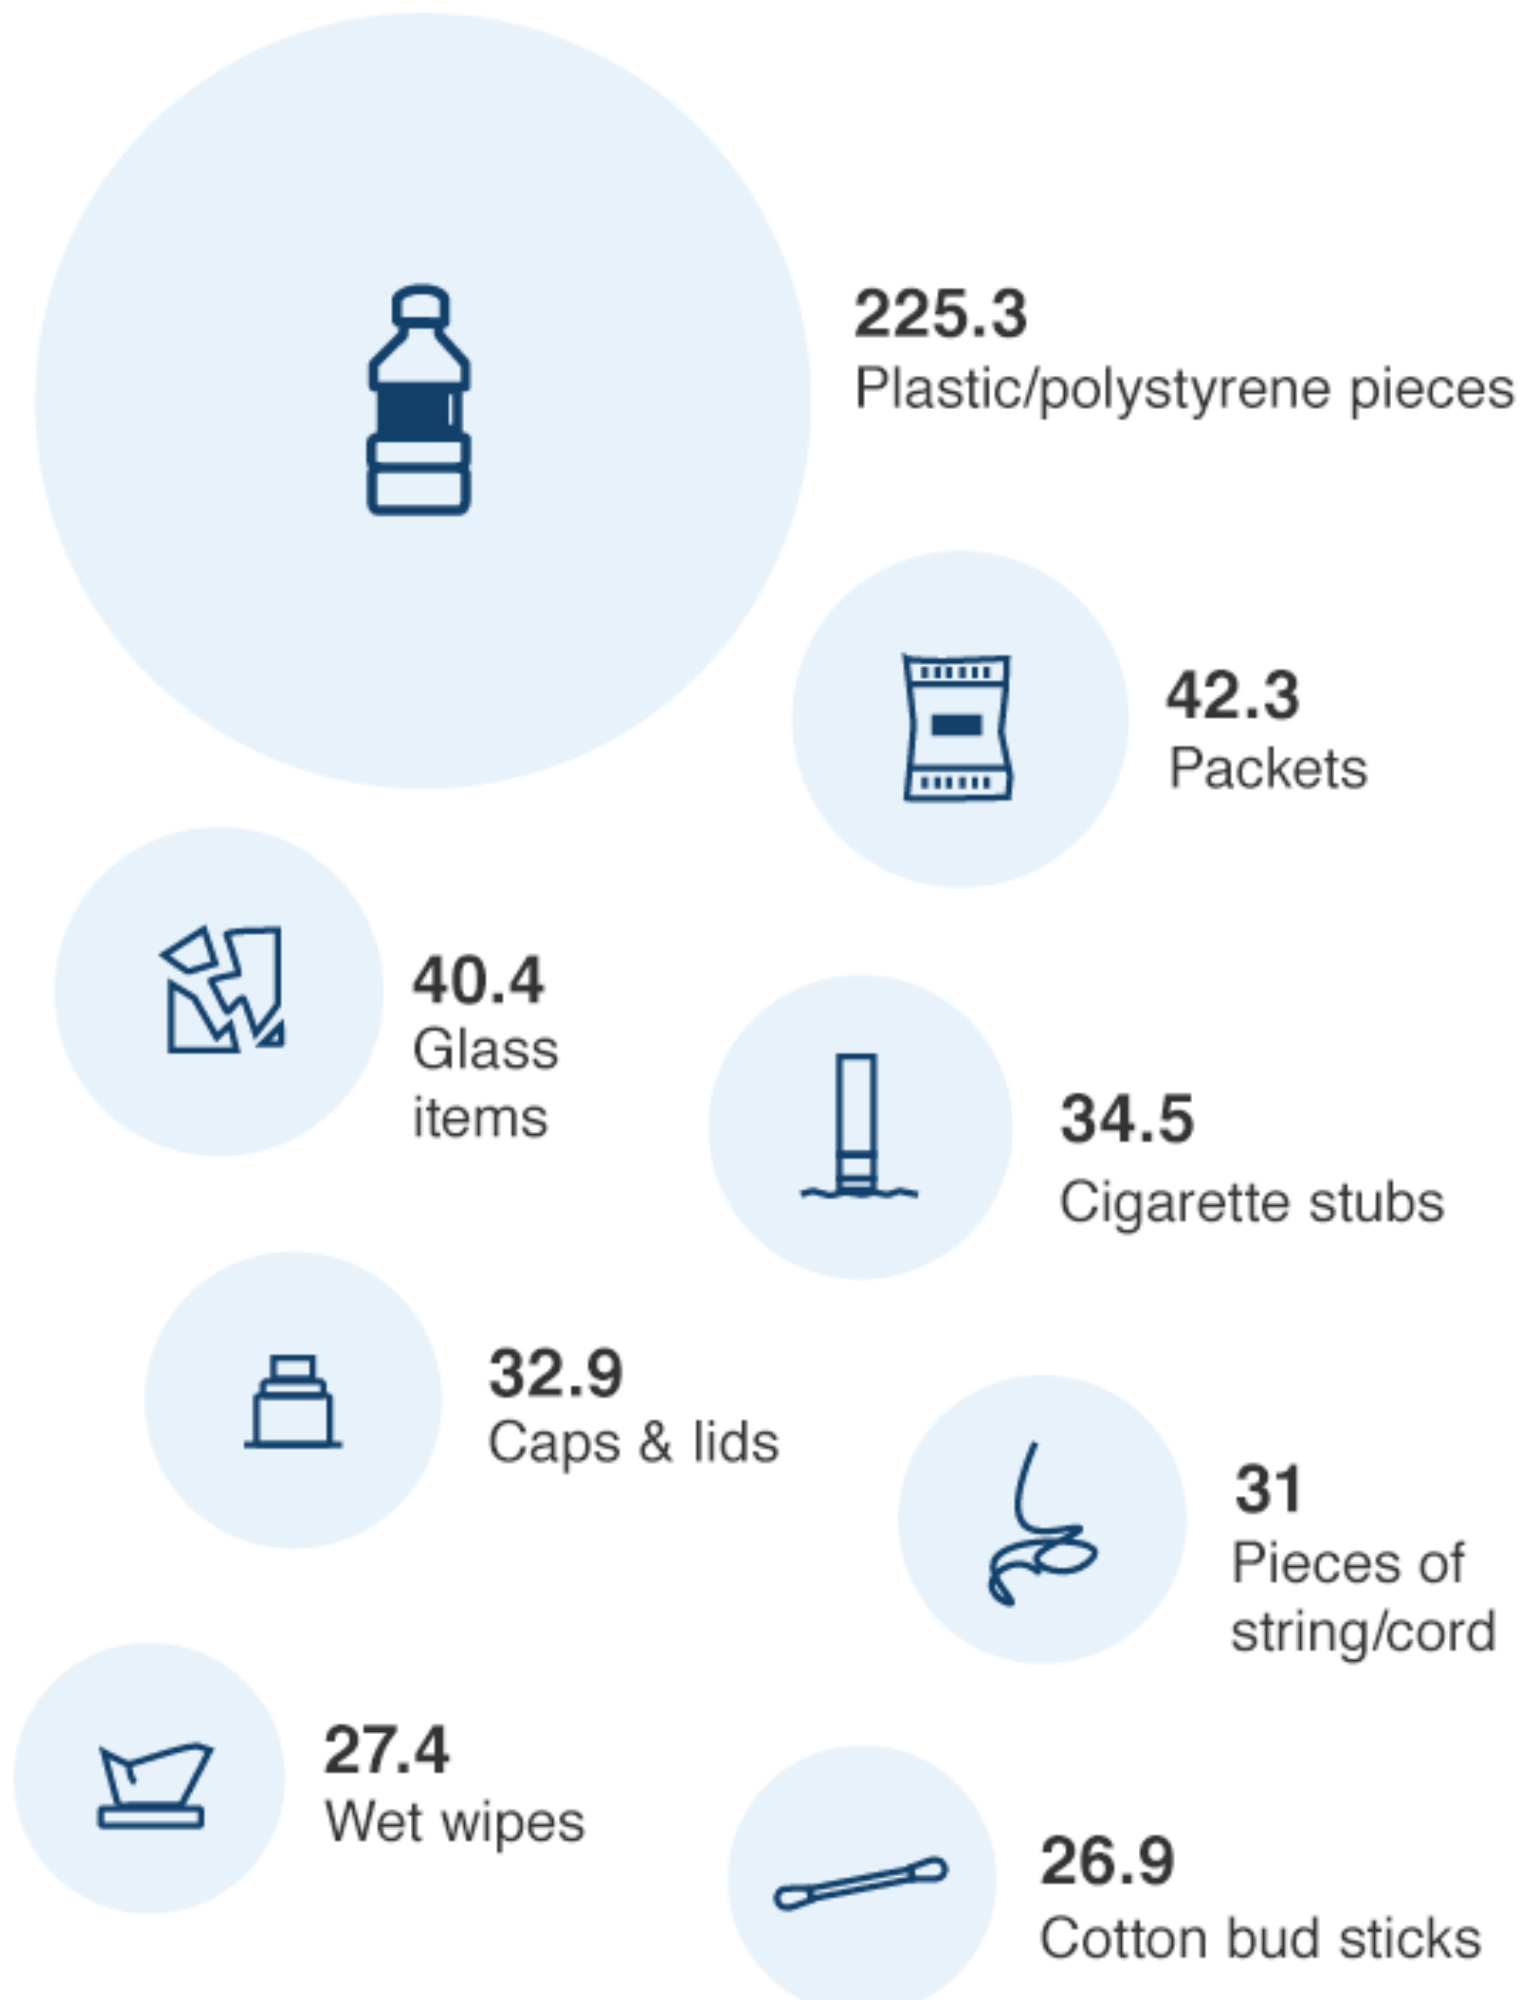 225.3
Plastic/polystyrene pieces
42.3
Packets
40.4
Glass
items
34.5
Cigarette stubs
32.9
Caps & lids
31
Pieces of
string/cord
27.4
Wet wipes
26.9
Cotton bud sticks